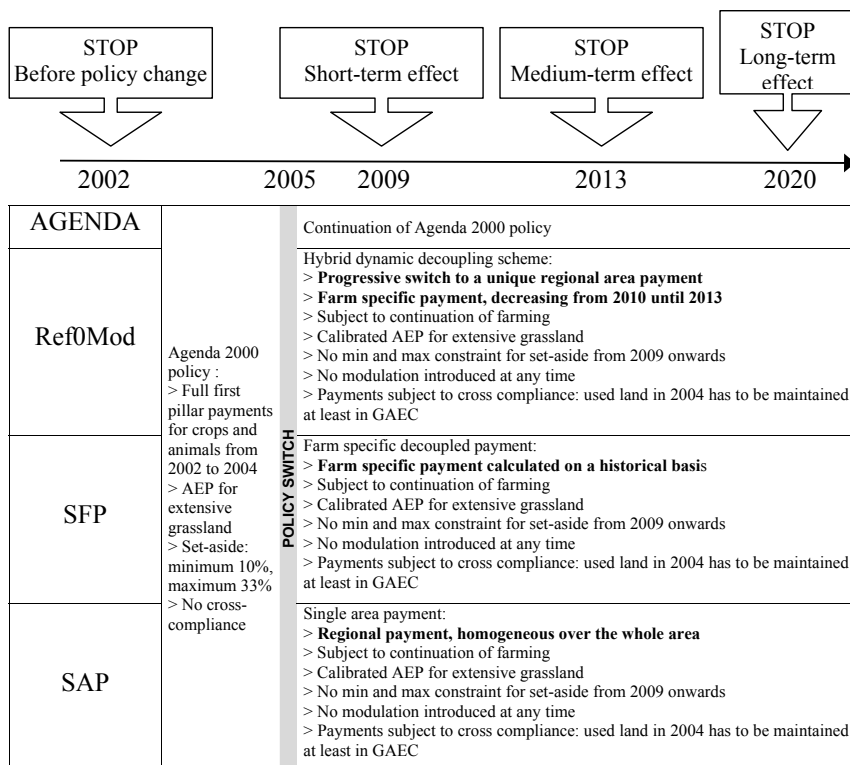 STOP
Before policy change
STOP
Short-term effect
STOP
Medium-term effect
STOP
Long-term
effect
2002
2005
2009
2013
2020
AGENDA
Ref0Mod
SFP
SAP
Agenda 2000
policy :
> Full first
pillar payments
for crops and
animals from
2002 to 2004
> AEP for
extensive
grassland
> Set-aside:
minimum 10%,
maximum 33%
> No cross-
compliance
POLICY SWITCH
Continuation of Agenda 2000 policy
Hybrid dynamic decoupling scheme:
> Progressive switch to a unique regional area payment
> Farm specific payment, decreasing from 2010 until 2013
> Subject to continuation of farming
> Calibrated AEP for extensive grassland
> No min and max constraint for set-aside from 2009 onwards
> No modulation introduced at any time
> Payments subject to cross compliance: used land in 2004 has to be maintained
at least in GAEC
Farm specific decoupled payment:
> Farm specific payment calculated on a historical basis
> Subject to continuation of farming
> Calibrated AEP for extensive grassland
> No min and max constraint for set-aside from 2009 onwards
> No modulation introduced at any time
> Payments subject to cross compliance: used land in 2004 has to be maintained
at least in GAEC
Single area payment:
> Regional payment, homogeneous over the whole area
> Subject to continuation of farming
> Calibrated AEP for extensive grassland
> No min and max constraint for set-aside from 2009 onwards
> No modulation introduced at any time
> Payments subject to cross compliance: used land in 2004 has to be maintained
at least in GAEC